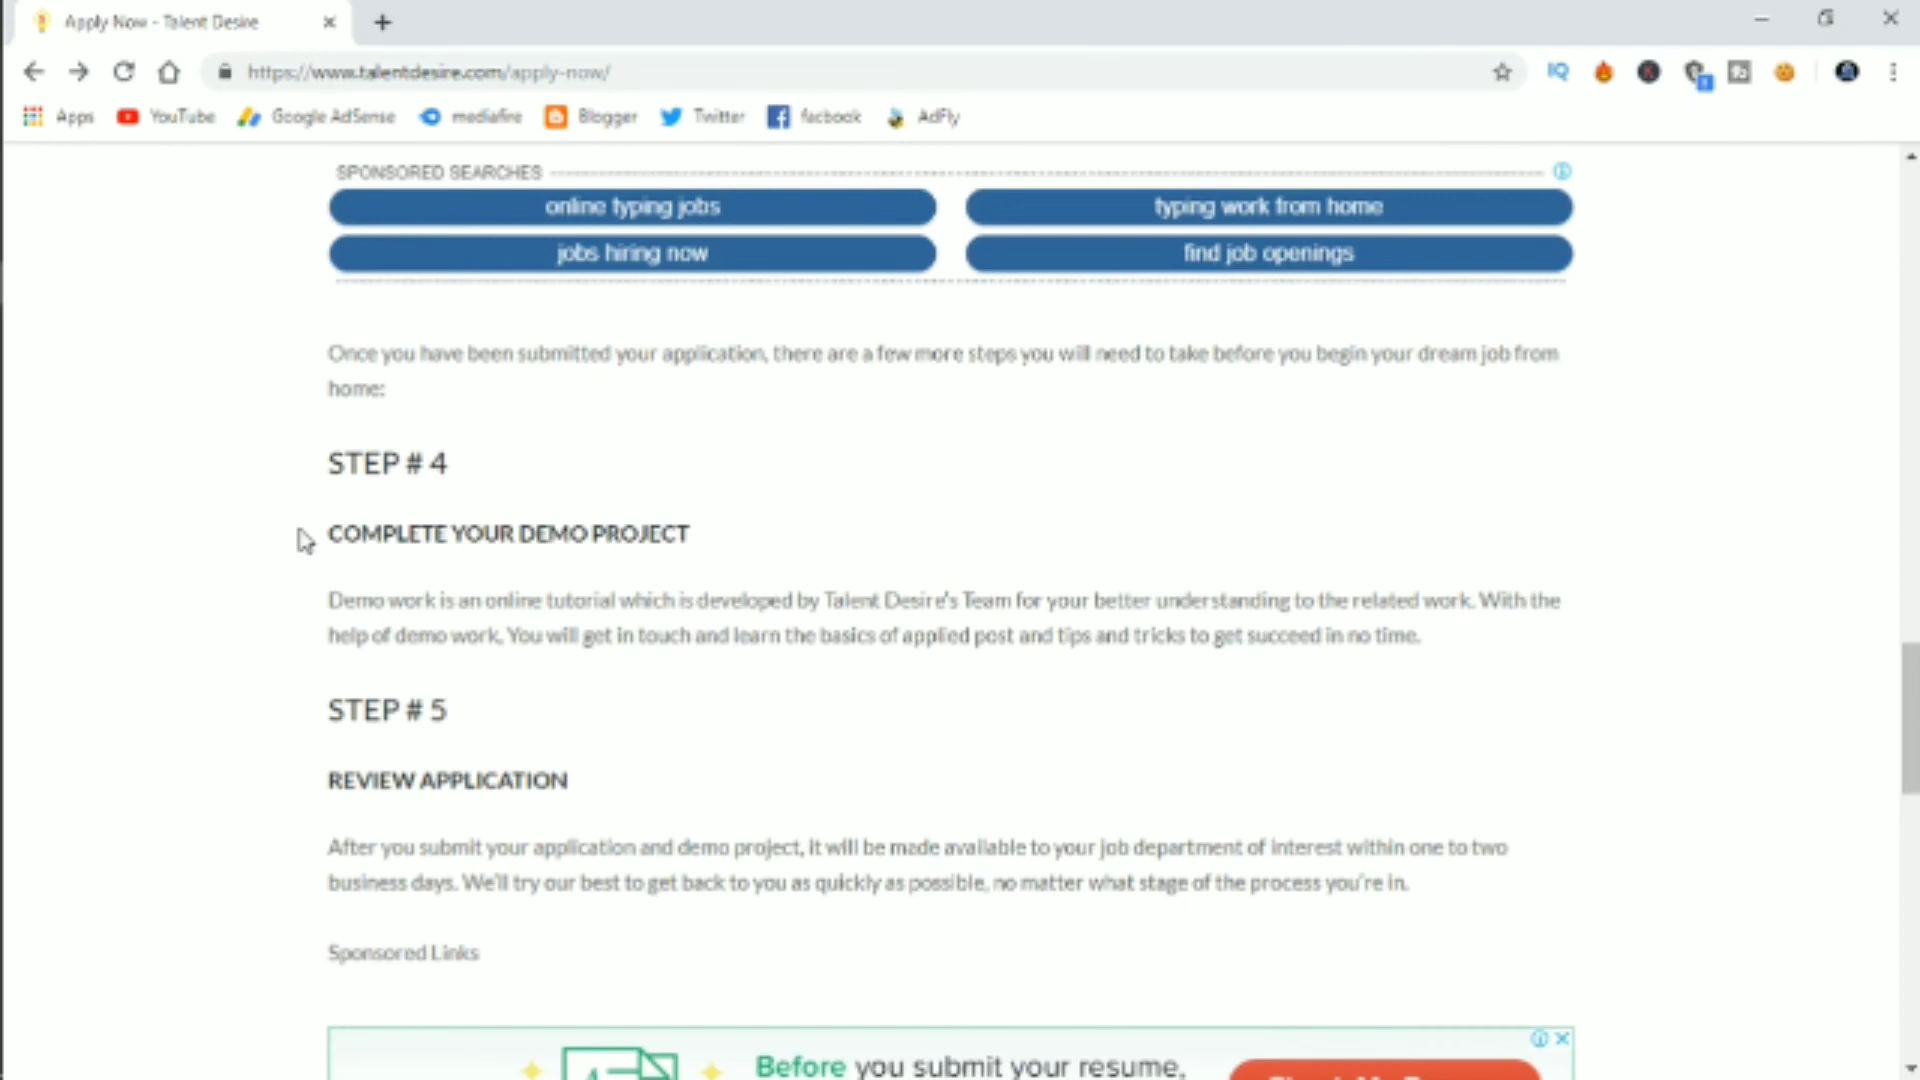 Apply Now - Talent Desire
https://www.talentdesire.com/apply-now/
Apps YouTube Google AdSense mediafire Blogger Twitter facbook AdFly
SPONSORED SEARCHES
online typing jobs typing work from home
jobs hiring now find job openings
Once you have been submitted your application, there are a few more steps you will need to take before you begin your dream job from
home:
STEP # 4
COMPLETE YOUR DEMO PROJECT
Demo work is an online tutorial which is developed by Talent Desire's Team for your better understanding to the related work. With the
help of demo work, You will get in touch and learn the basics of applied post and tips and tricks to get succeed in no time.
STEP # 5
REVIEW APPLICATION
After you submit your application and demo project, it will be made available to your job department of interest within one to two
business days. We'll try our best to get back to you as quickly as possible, no matter what stage of the process you're in.
Sponsored Links
Before you submit your resume,